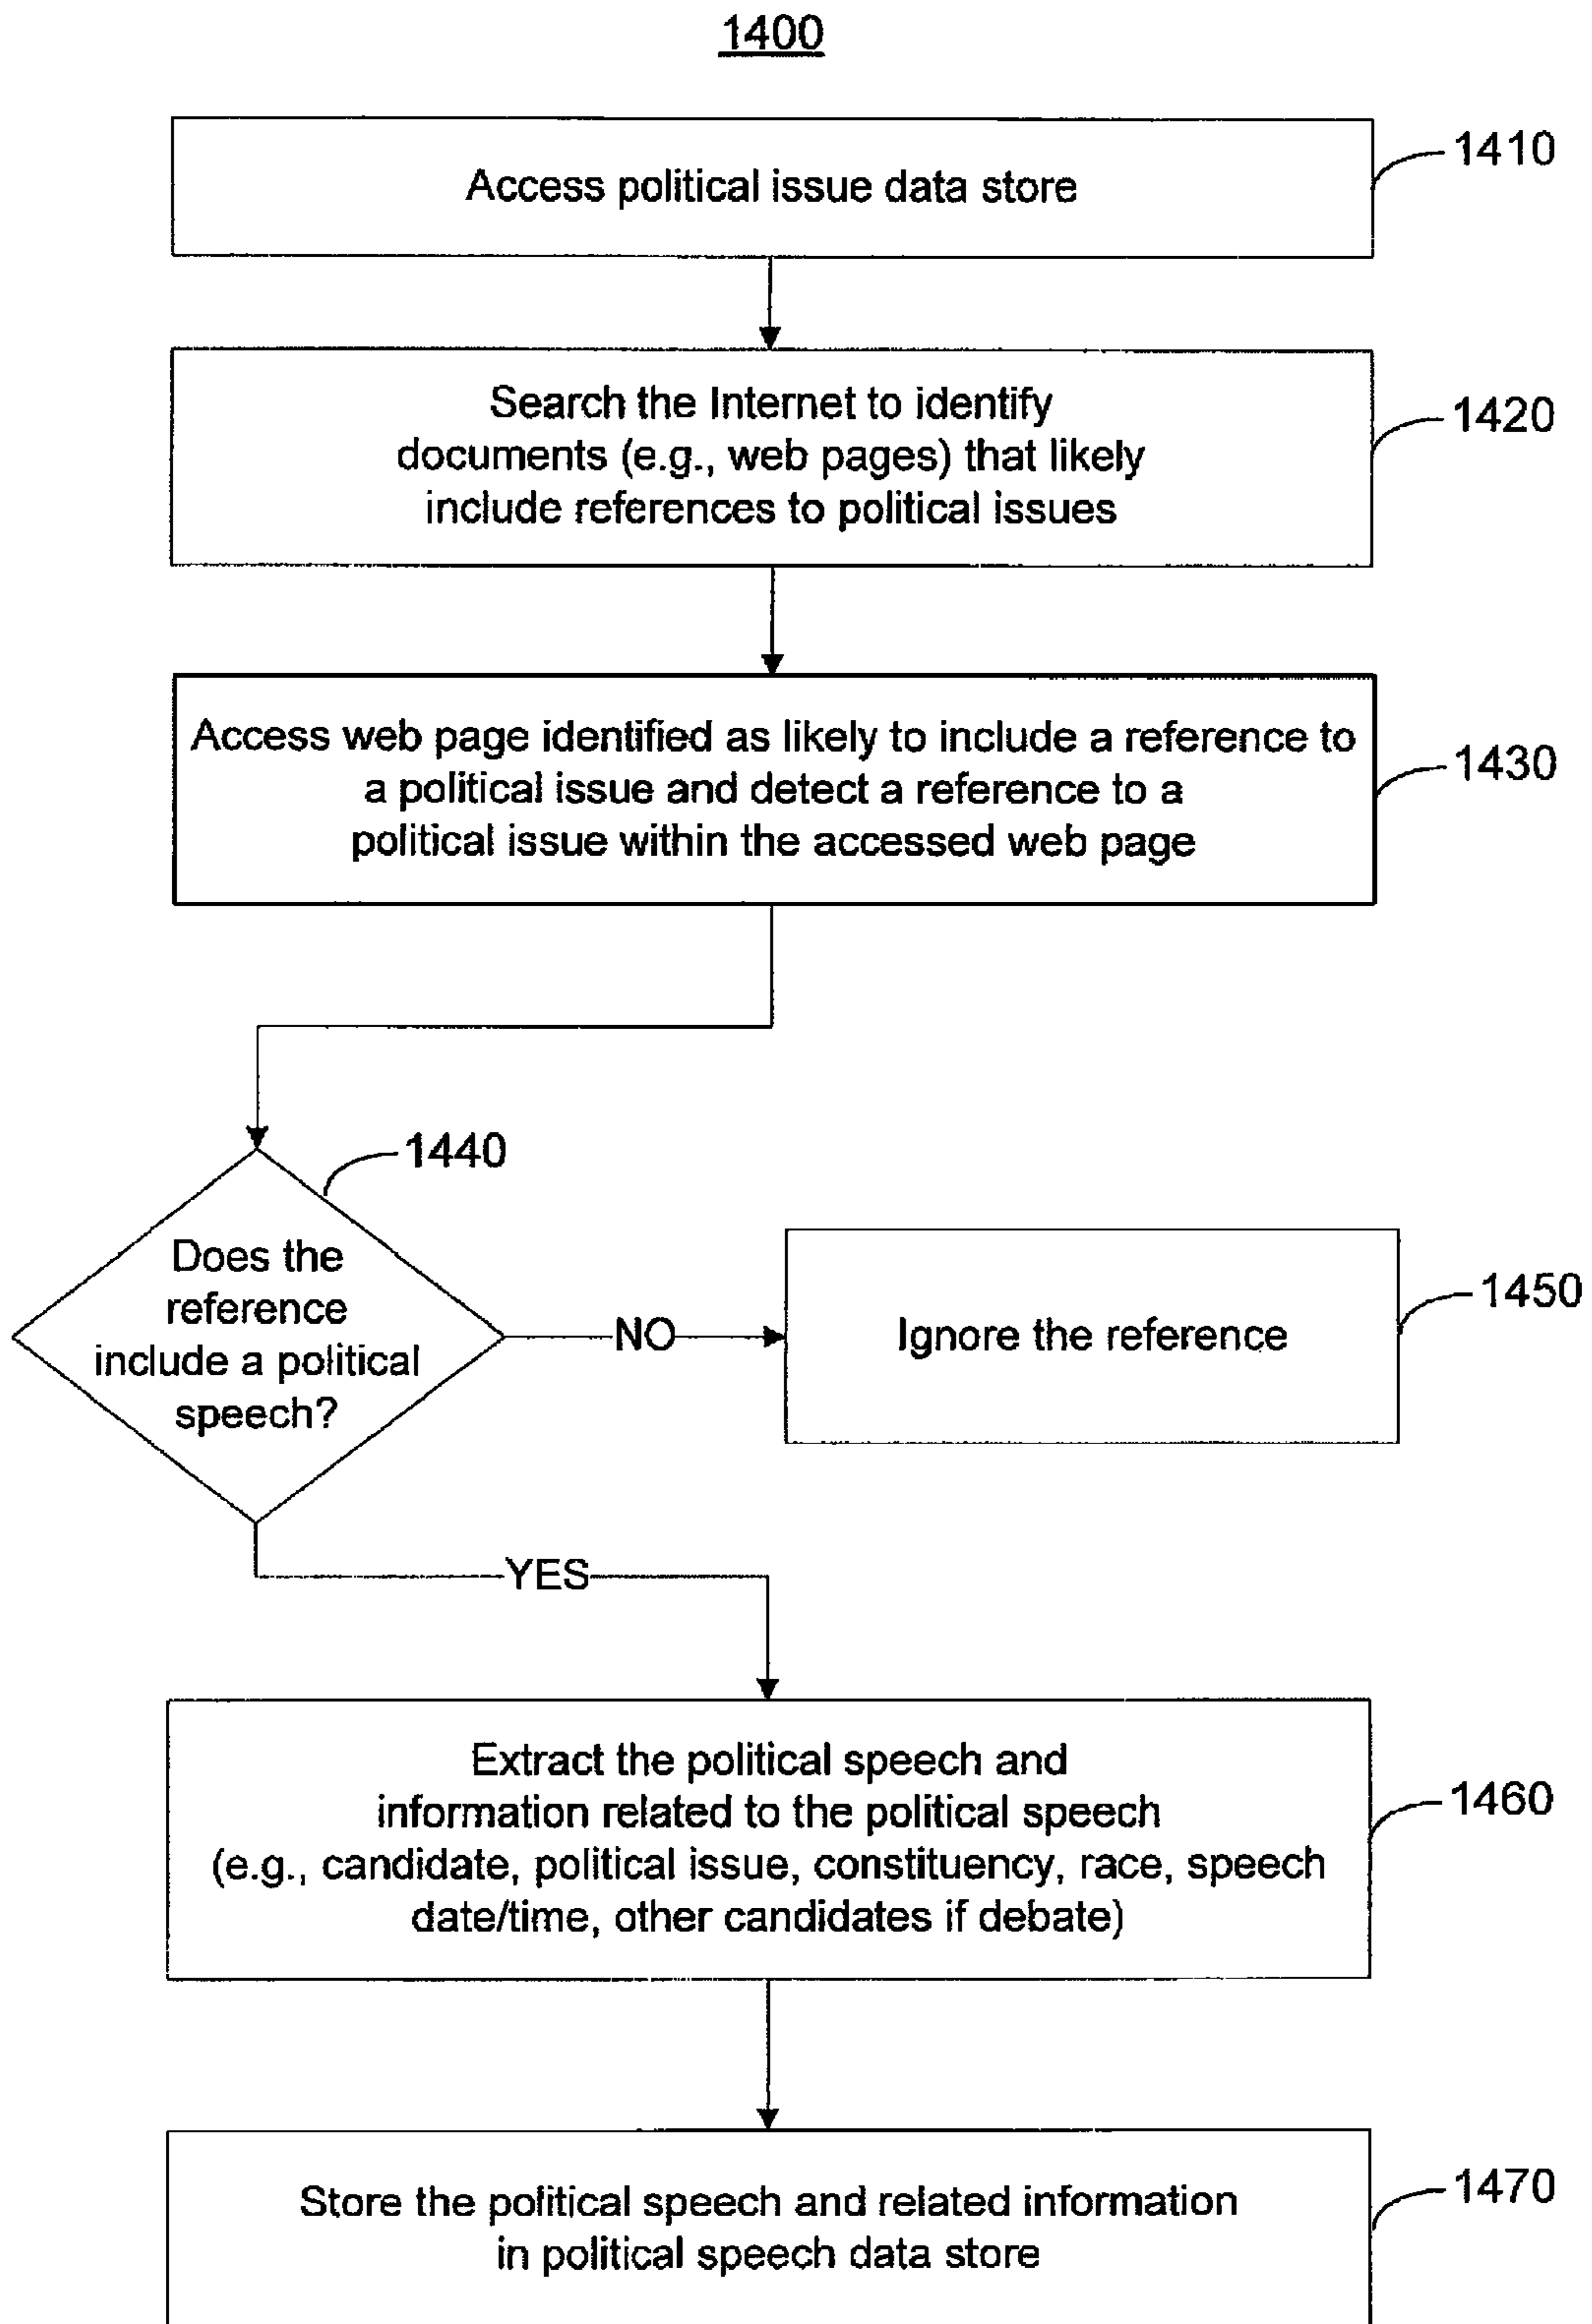 1400
Access political issue data store
1410
Search the Internet to identify
documents (e.g., web pages) that likely
include references to political issues
1420
Access web page identified as likely to include a reference to
a political issue and detect a reference to a
political issue within the accessed web page
1430
1440
Does the
reference
include a political
speech?
NO
Ignore the reference
1450
YES
Extract the political speech and
information related to the political speech
(e.g., candidate, political issue, constituency, race, speech
date/time, other candidates if debate)
1460
Store the political speech and related information
in political speech data store
1470